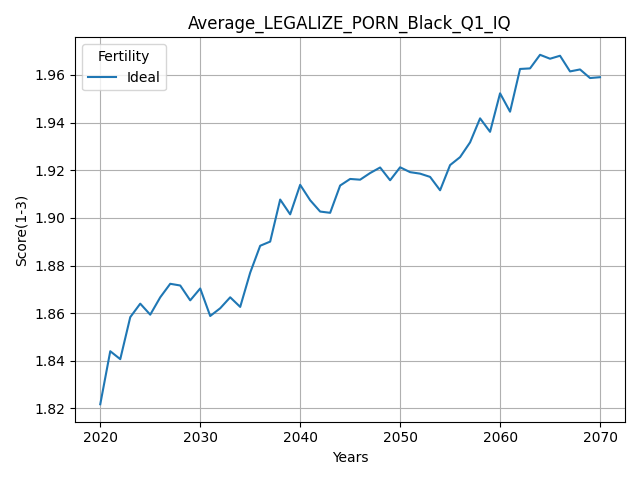 Average_LEGALIZE_PORN_Black_Q1_IQ
Fertility
Ideal
Score(1-3)
1.96
1.94
1.92
1.90
1.88
1.86
1.84
1.82
2020 2030 2040 2050 2060 2070
Years